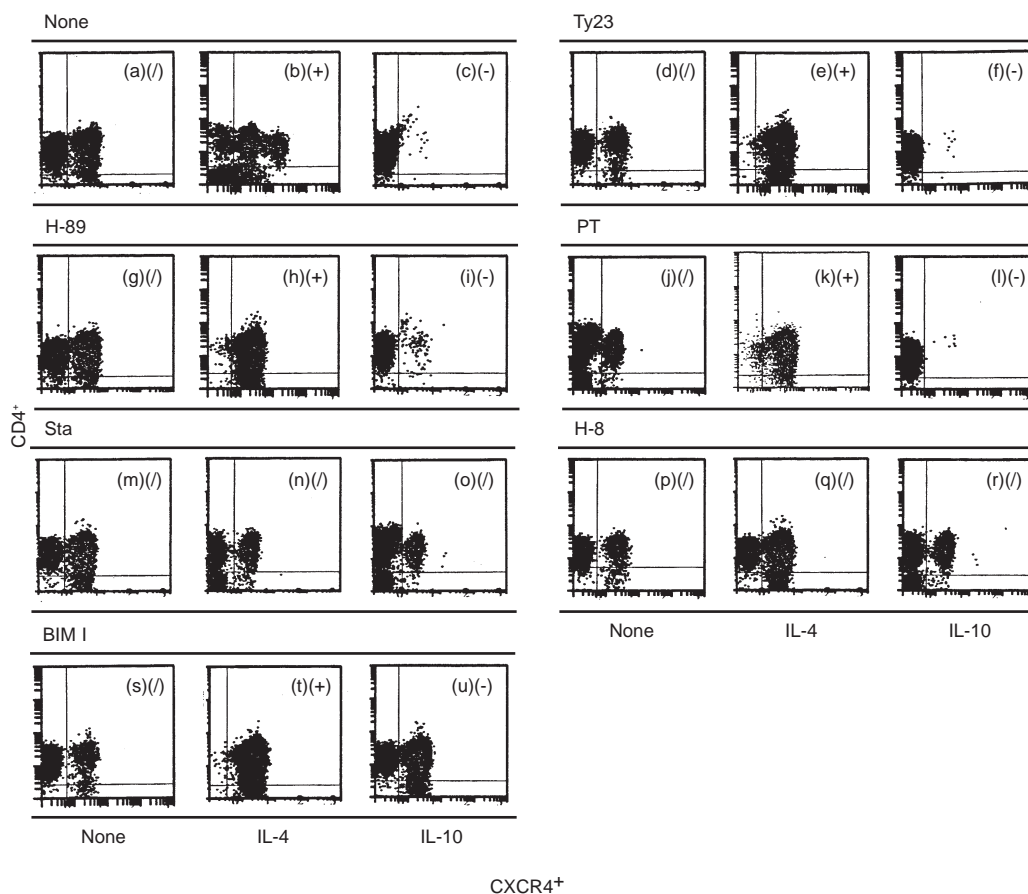 None
Ty23
(a)(/)
(b)(+)
(c)(-)
(d)(/)
(e)(+)
(f)(-)
H-89
PT
(g)(/)
(h)(+)
(i)(-)
(j)(/)
(k)(+)
(l)(-)
Sta
H-8
(m)(/)
(n)(/)
(o)(/)
(p)(/)
(q)(/)
(r)(/)
None
IL-4
IL-10
BIM I
(s)(/)
(t)(+)
(u)(-)
None
IL-4
IL-10
CD4+
CXCR4+